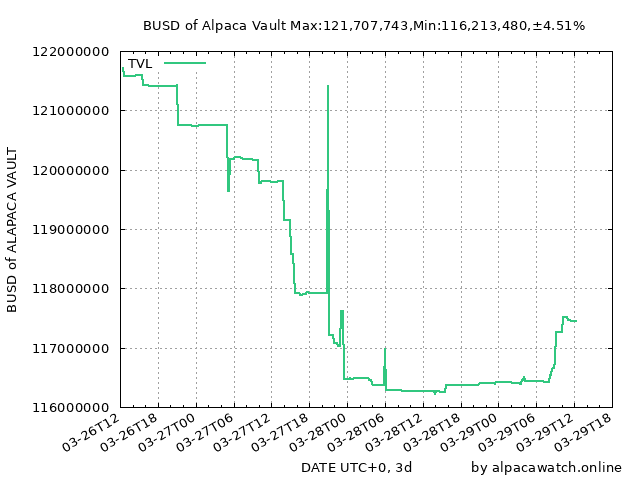 BUSD of Alpaca Vault Max:121,707,743,Min:116,213,480,±4.51%
TVL
BUSD of ALAPACA VAULT
122000000
121000000
120000000
119000000
118000000
117000000
116000000
03-26T12
03-26T18
03-27T00
03-27T06
03-27T12
03-27T18
03-28T00
03-28T06
03-28T12
03-28T18
03-29T00
03-29T06
03-29T12
03-29T18
DATE UTC+0, 3d
by alpacawatch.online